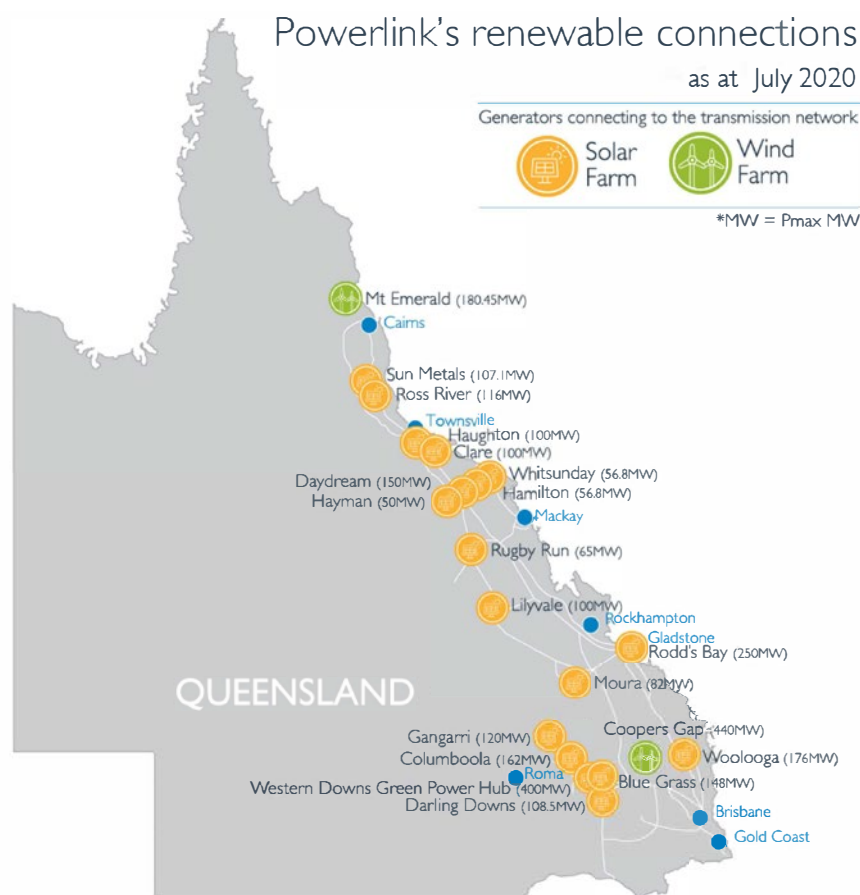 Powerlink's renewable connections
as at July 2020
Generators connecting to the transmission network
Solar
Farm
Wind
Farm
*MW = Pmax MW
Mt Emerald (180.45MW)
Cairns
Sun Metals (107.1MW)
Ross River (116MW)
Townsville
Haughton (100MW)
Clare (100MW)
Whitsunday (56.8MW)
Daydream (150MW)
Hamilton (56.8MW)
Hayman (50MW)
Mackay
Rugby Run (65MW)
Lilyvale (100MW)
Rockhampton
Gladstone
Rodd's Bay (250MW)
Moura (82MW)
QUEENSLAND
Coopers Gap (440MW)
Gangarri (120MW)
Woolooga (176MW)
Columboola (162MW)
Roma
Blue Grass (148MW)
Western Downs Green Power Hub (400MW)
Darling Downs (108.5MW)
Brisbane
Gold Coast